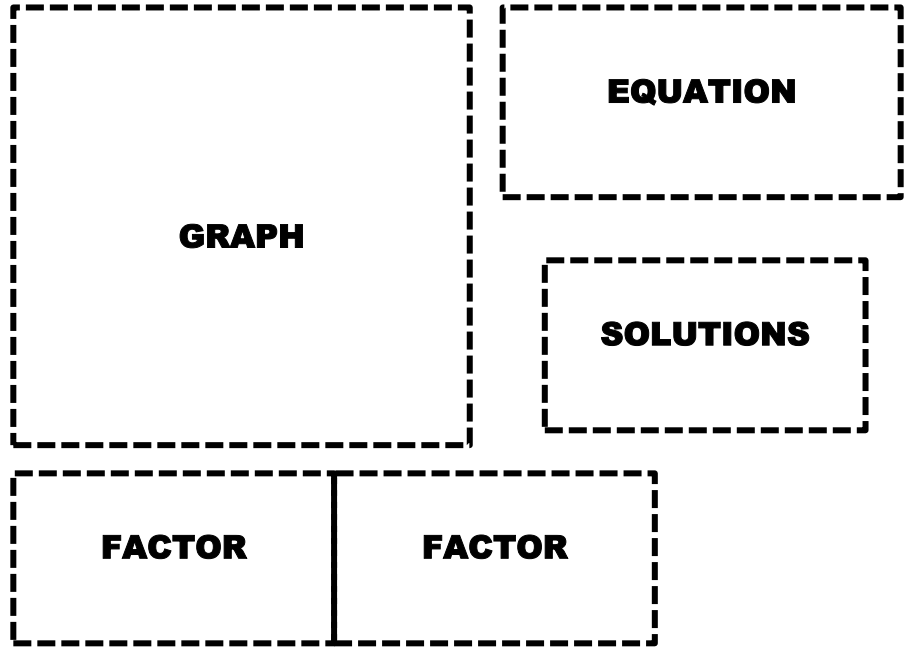 EQUATION
GRAPH
SOLUTIONS
FACTOR
FACTOR